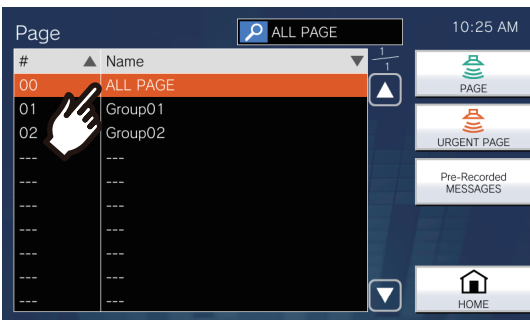 Page
ALL PAGE
10:25 AM
# ▲ Name ▼
1/1
00 ALL PAGE
01 Group01
02 Group02
--- ---
--- ---
--- ---
--- ---
--- ---
--- ---
PAGE
URGENT PAGE
Pre-Recorded
MESSAGES
HOME